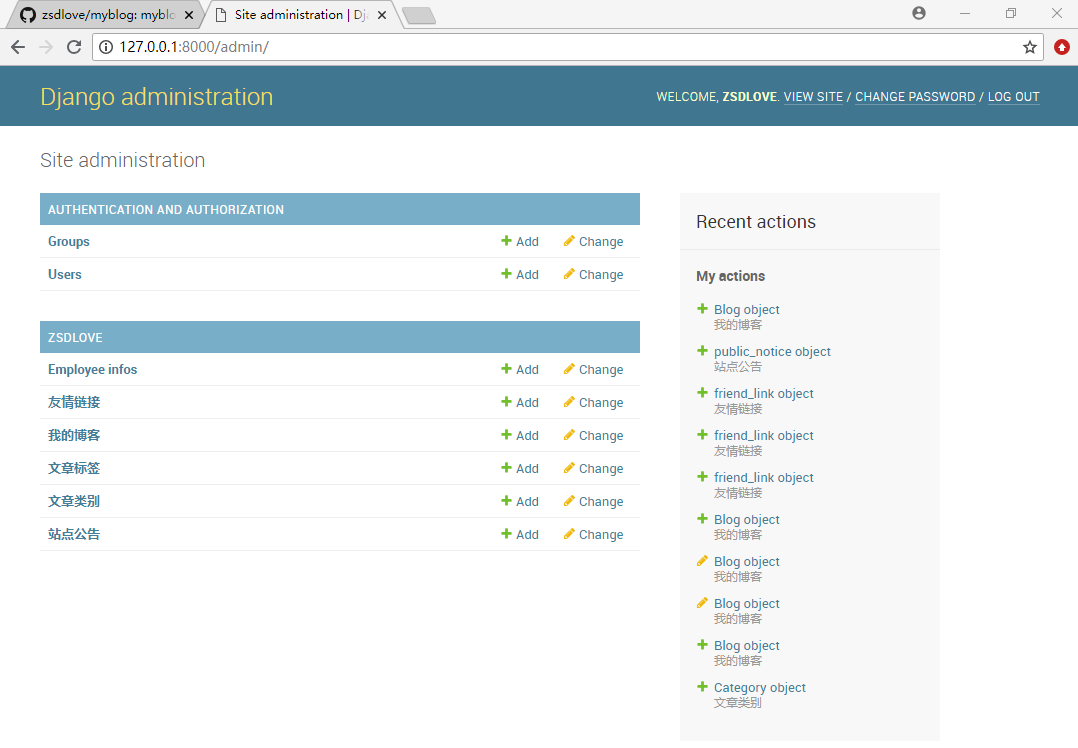 zsdlove/myblog: myblo
Site administration | Dj
127.0.0.1:8000/admin/
Django administration
WELCOME, ZSDLOVE. VIEW SITE / CHANGE PASSWORD / LOG OUT
Site administration
AUTHENTICATION AND AUTHORIZATION
Groups Add Change
Users Add Change
ZSDLOVE
Employee infos Add Change
友情链接 Add Change
我的博客 Add Change
文章标签 Add Change
文章类别 Add Change
站点公告 Add Change
Recent actions
My actions
Blog object
我的博客
public_notice object
站点公告
friend_link object
友情链接
friend_link object
友情链接
friend_link object
友情链接
Blog object
我的博客
Blog object
我的博客
Blog object
我的博客
Blog object
我的博客
Category object
文章类别